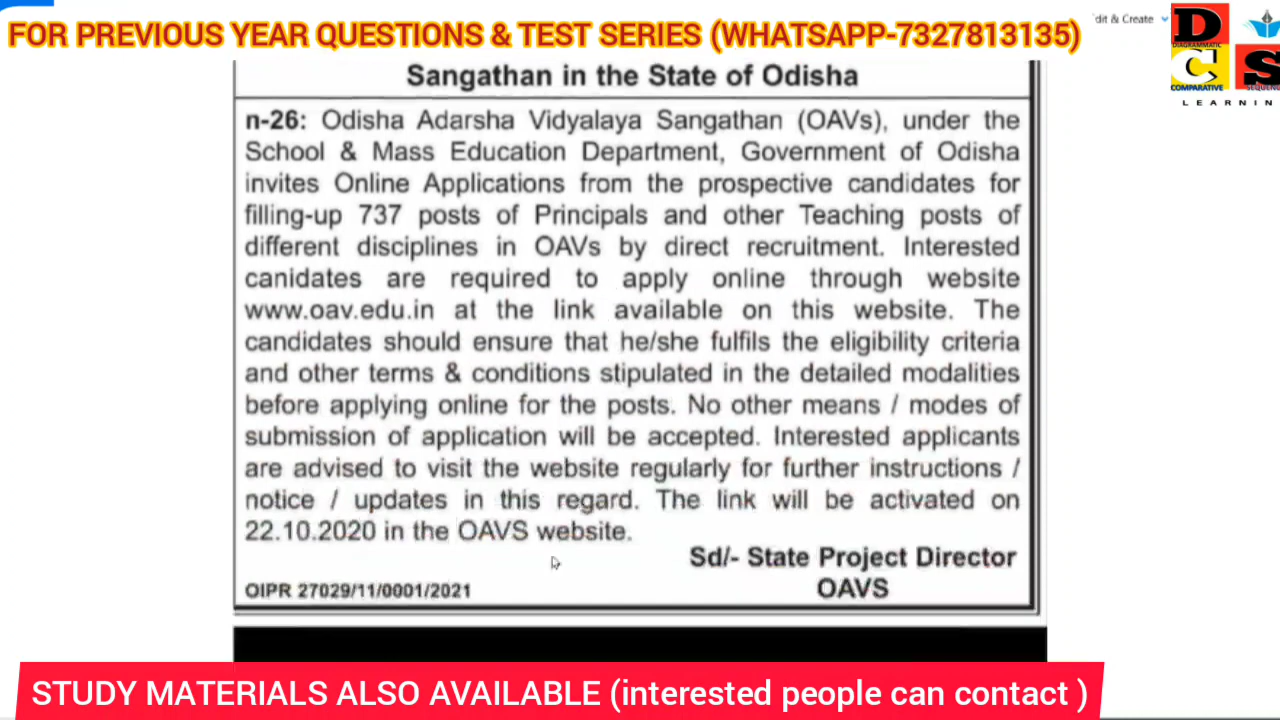 FOR PREVIOUS YEAR QUESTIONS & TEST SERIES (WHATSAPP-7327813135)
dit & Create
D
DIAGRAMMATIC
C
COMPARATIVE
S
SEQUENC
LEARNIN
Sangathan in the State of Odisha
n-26: Odisha Adarsha Vidyalaya Sangathan (OAVs), under the
School & Mass Education Department, Government of Odisha
invites Online Applications from the prospective candidates for
filling-up 737 posts of Principals and other Teaching posts of
different disciplines in OAVs by direct recruitment. Interested
canidates are required to apply online through website
www.oav.edu.in at the link available on this website. The
candidates should ensure that he/she fulfils the eligibility criteria
and other terms & conditions stipulated in the detailed modalities
before applying online for the posts. No other means / modes of
submission of application will be accepted. Interested applicants
are advised to visit the website regularly for further instructions /
notice / updates in this regard. The link will be activated on
22.10.2020 in the OAVS website.
Sd/- State Project Director
OAVS
OIPR 27029/11/0001/2021
STUDY MATERIALS ALSO AVAILABLE (interested people can contact )